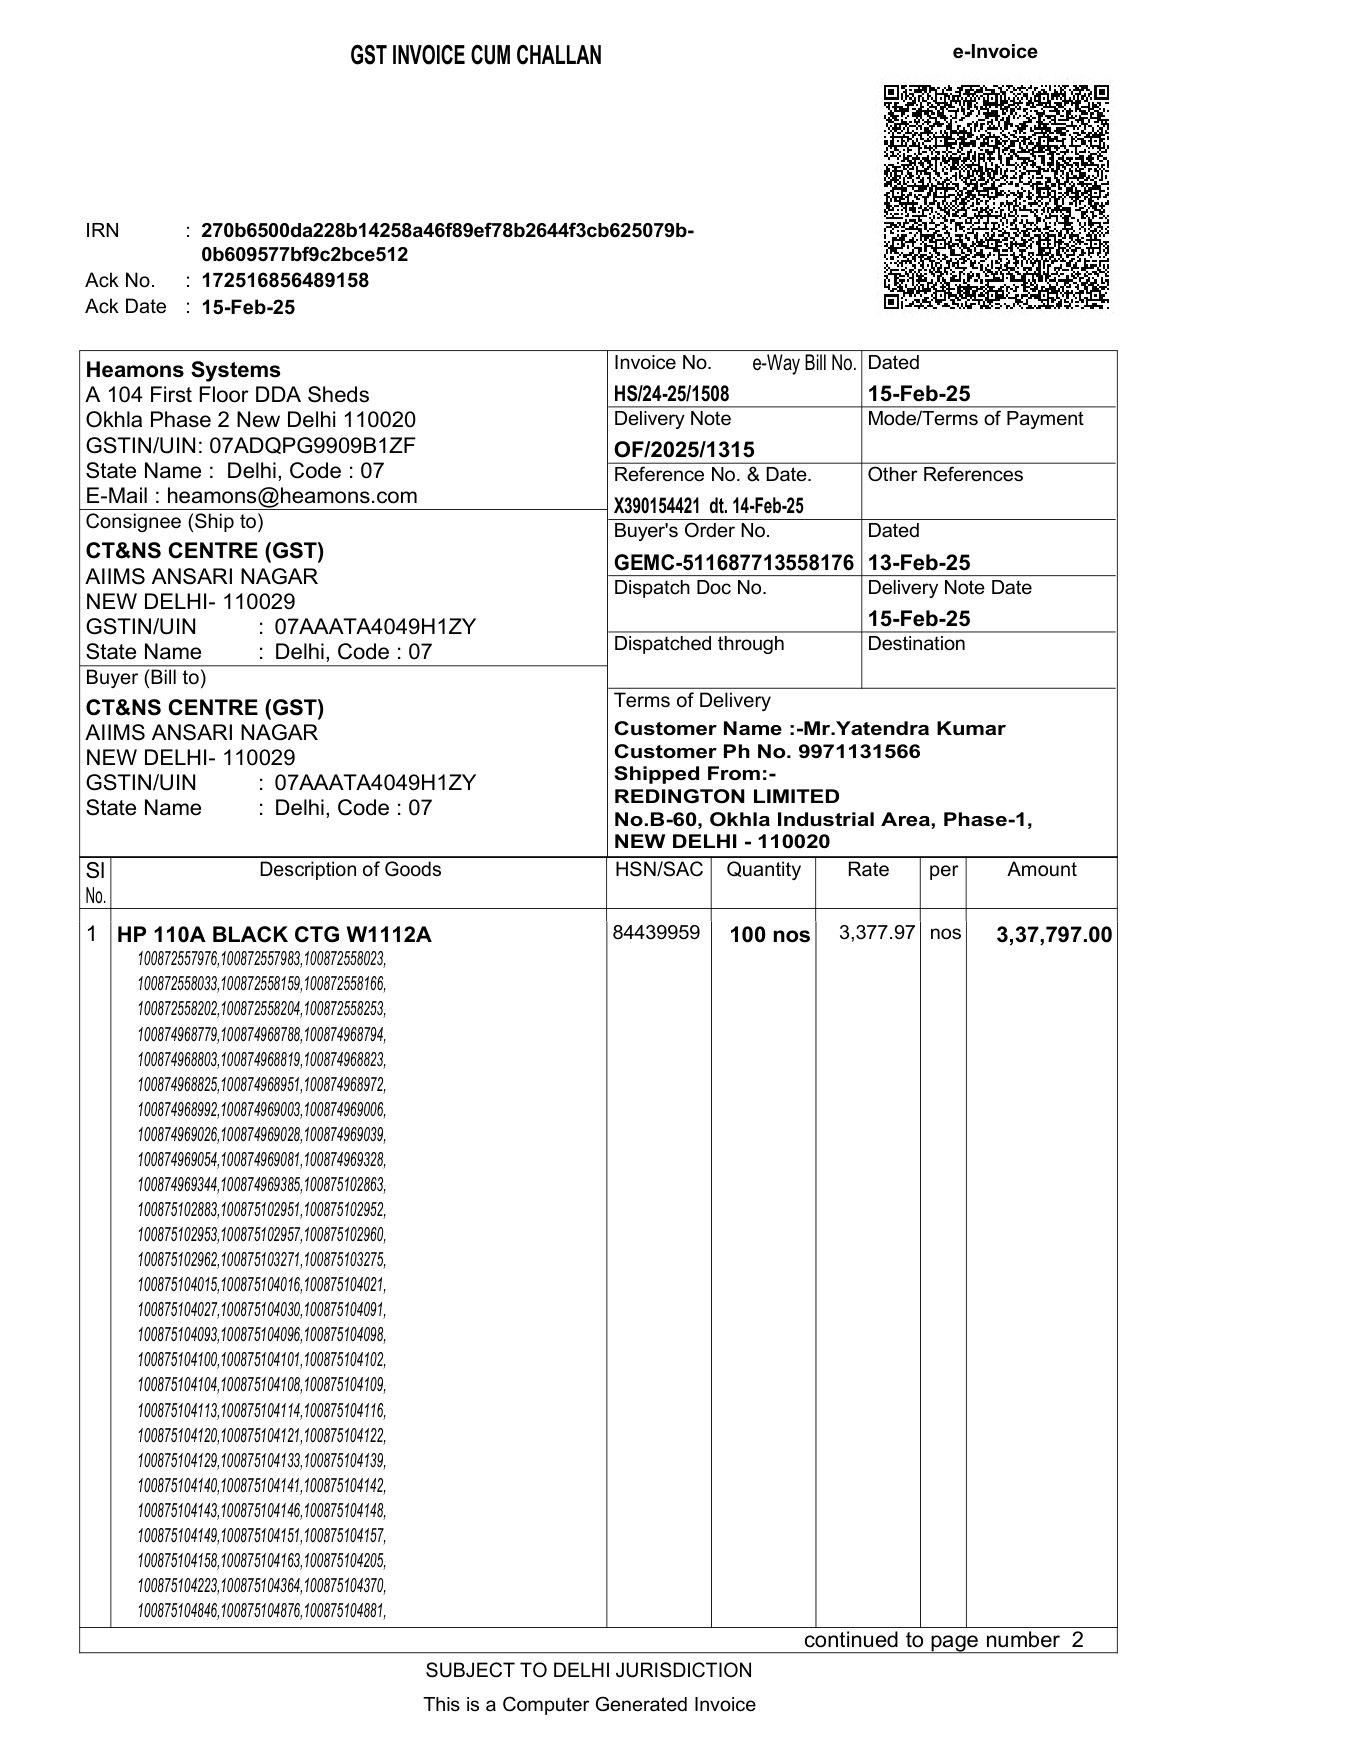 GST INVOICE CUM CHALLAN
e-Invoice
IRN : 270b6500da228b14258a46f89ef78b2644f3cb625079b-
0b609577bf9c2bce512
Ack No. : 172516856489158
Ack Date : 15-Feb-25
Heamons Systems
A 104 First Floor DDA Sheds
Okhla Phase 2 New Delhi 110020
GSTIN/UIN: 07ADQPG9909B1ZF
State Name : Delhi, Code : 07
E-Mail : heamons@heamons.com
Consignee (Ship to)
CT&NS CENTRE (GST)
AIIMS ANSARI NAGAR
NEW DELHI- 110029
GSTIN/UIN : 07AAATA4049H1ZY
State Name : Delhi, Code : 07
Buyer (Bill to)
CT&NS CENTRE (GST)
AIIMS ANSARI NAGAR
NEW DELHI- 110029
GSTIN/UIN : 07AAATA4049H1ZY
State Name : Delhi, Code : 07
Invoice No. e-Way Bill No. Dated
HS/24-25/1508 15-Feb-25
Delivery Note Mode/Terms of Payment
OF/2025/1315
Reference No. & Date. Other References
X390154421 dt. 14-Feb-25
Buyer's Order No. Dated
GEMC-511687713558176 13-Feb-25
Dispatch Doc No. Delivery Note Date
15-Feb-25
Dispatched through Destination
Terms of Delivery
Customer Name :-Mr.Yatendra Kumar
Customer Ph No. 9971131566
Shipped From:-
REDINGTON LIMITED
No.B-60, Okhla Industrial Area, Phase-1,
NEW DELHI - 110020
Sl Description of Goods HSN/SAC Quantity Rate per Amount
No.
1 HP 110A BLACK CTG W1112A 84439959 100 nos 3,377.97 nos 3,37,797.00
100872557976,100872557983,100872558023,
100872558033,100872558159,100872558166,
100872558202,100872558204,100872558253,
100874968779,100874968788,100874968794,
100874968803,100874968819,100874968823,
100874968825,100874968951,100874968972,
100874968992,100874969003,100874969006,
100874969026,100874969028,100874969039,
100874969054,100874969081,100874969328,
100874969344,100874969385,100875102863,
100875102883,100875102951,100875102952,
100875102953,100875102957,100875102960,
100875102962,100875103271,100875103275,
100875104015,100875104016,100875104021,
100875104027,100875104030,100875104091,
100875104093,100875104096,100875104098,
100875104100,100875104101,100875104102,
100875104104,100875104108,100875104109,
100875104113,100875104114,100875104116,
100875104120,100875104121,100875104122,
100875104129,100875104133,100875104139,
100875104140,100875104141,100875104142,
100875104143,100875104146,100875104148,
100875104149,100875104151,100875104157,
100875104158,100875104163,100875104205,
100875104223,100875104364,100875104370,
100875104846,100875104876,100875104881,
continued to page number 2
SUBJECT TO DELHI JURISDICTION
This is a Computer Generated Invoice